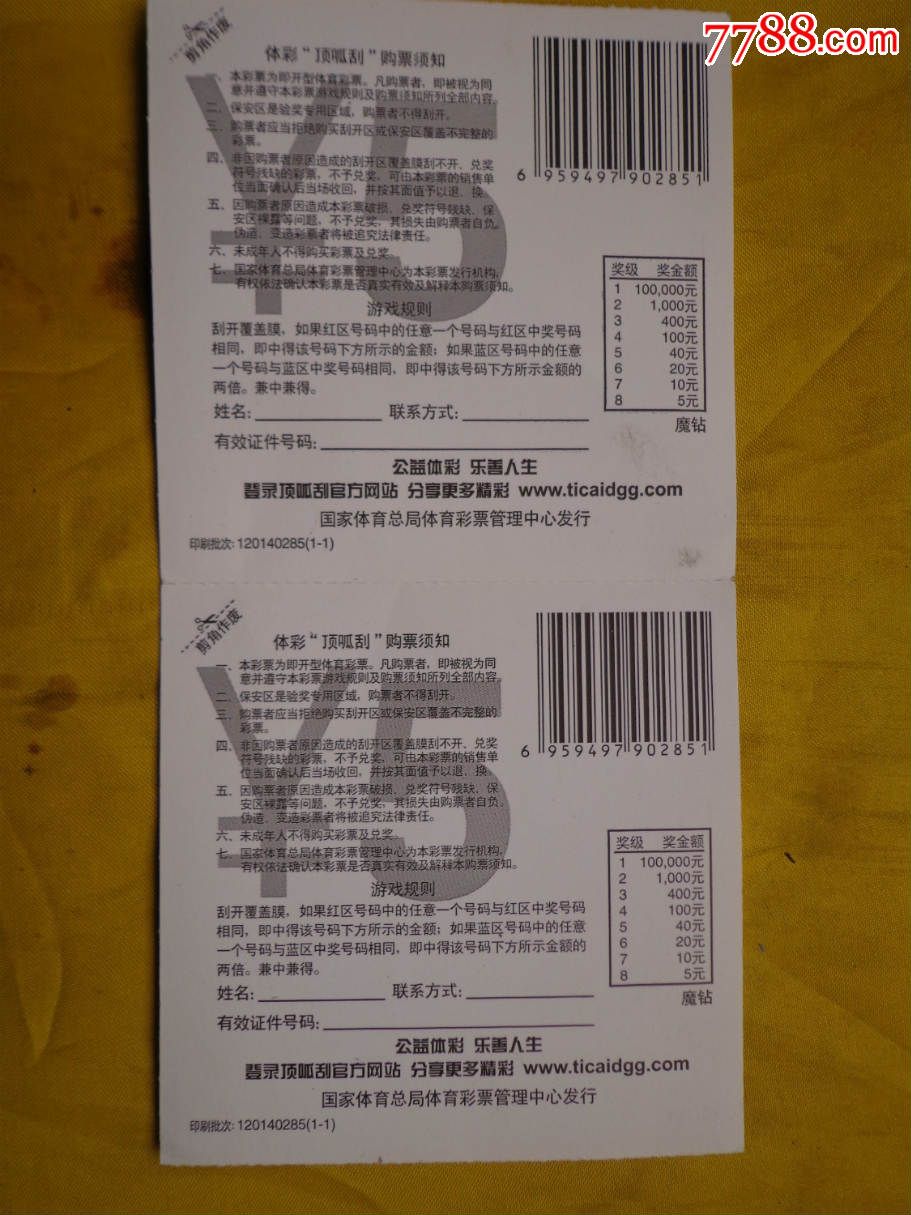 7788.com
剪角作废
体彩“顶呱刮”购票须知
一、本彩票为即开型体育彩票。凡购票者，即被视为同
意并遵守本彩票游戏规则及购票须知所列全部内容。
二、保安区是验奖专用区域，购票者不得刮开。
三、购票者应当拒绝购买刮开区或保安区覆盖不完整的
彩票。
四、非因购票者原因造成的刮开区覆盖膜刮不开、兑奖
符号残缺的彩票，不予兑奖，可由本彩票的销售单
位当面确认后当场收回，并按其面值予以退、换。
五、因购票者原因造成本彩票破损、兑奖符号残缺、保
安区裸露等问题，不予兑奖，其损失由购票者自负。
伪造、变造彩票者将被追究法律责任。
六、未成年人不得购买彩票及兑奖。
七、国家体育总局体育彩票管理中心为本彩票发行机构，
有权依法确认本彩票是否真实有效及解释本购票须知。
¥5
6 959497 902851
游戏规则
刮开覆盖膜，如果红区号码中的任意一个号码与红区中奖号码
相同，即中得该号码下方所示的金额；如果蓝区号码中的任意
一个号码与蓝区中奖号码相同，即中得该号码下方所示金额的
两倍。兼中兼得。
奖级 奖金额
1 100,000元
2 1,000元
3 400元
4 100元
5 40元
6 20元
7 10元
8 5元
魔钻
姓名: 联系方式:
有效证件号码:
公益体彩 乐善人生
登录顶呱刮官方网站 分享更多精彩 www.ticaidgg.com
国家体育总局体育彩票管理中心发行
印刷批次: 120140285(1-1)
剪角作废
体彩“顶呱刮”购票须知
一、本彩票为即开型体育彩票。凡购票者，即被视为同
意并遵守本彩票游戏规则及购票须知所列全部内容。
二、保安区是验奖专用区域，购票者不得刮开。
三、购票者应当拒绝购买刮开区或保安区覆盖不完整的
彩票。
四、非因购票者原因造成的刮开区覆盖膜刮不开、兑奖
符号残缺的彩票，不予兑奖，可由本彩票的销售单
位当面确认后当场收回，并按其面值予以退、换。
五、因购票者原因造成本彩票破损、兑奖符号残缺、保
安区裸露等问题，不予兑奖，其损失由购票者自负。
伪造、变造彩票者将被追究法律责任。
六、未成年人不得购买彩票及兑奖。
七、国家体育总局体育彩票管理中心为本彩票发行机构，
有权依法确认本彩票是否真实有效及解释本购票须知。
¥5
6 959497 902851
游戏规则
刮开覆盖膜，如果红区号码中的任意一个号码与红区中奖号码
相同，即中得该号码下方所示的金额；如果蓝区号码中的任意
一个号码与蓝区中奖号码相同，即中得该号码下方所示金额的
两倍。兼中兼得。
奖级 奖金额
1 100,000元
2 1,000元
3 400元
4 100元
5 40元
6 20元
7 10元
8 5元
魔钻
姓名: 联系方式:
有效证件号码:
公益体彩 乐善人生
登录顶呱刮官方网站 分享更多精彩 www.ticaidgg.com
国家体育总局体育彩票管理中心发行
印刷批次: 120140285(1-1)